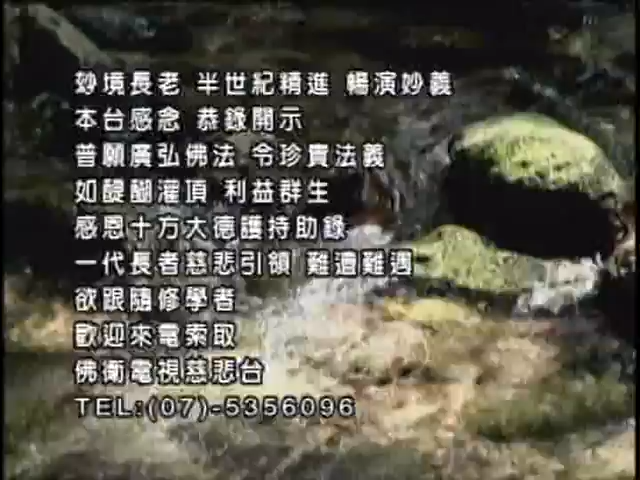 妙境長老 半世紀精進 暢演妙義
本台感念 恭錄開示
普願廣弘佛法 令珍貴法義
如醍醐灌頂 利益群生
感恩十方大德護持助錄
一代長者慈悲引領 難遭難遇
欲跟隨修學者
歡迎來電索取
佛衛電視慈悲台
TEL:(07)-5356096